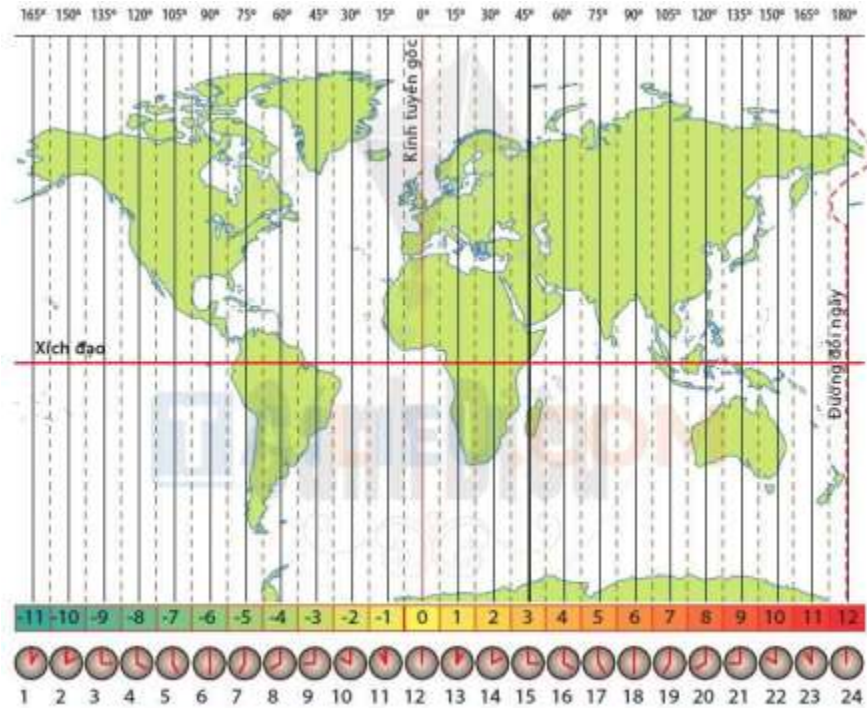 165° 150° 135° 120° 105° 90° 75° 60° 45° 30° 15° 0° 15° 30° 45° 60° 75° 90° 105° 120° 135° 150° 165° 180°
Kinh tuyến gốc
Xích đạo
Đường đổi ngày
-11 -10 -9 -8 -7 -6 -5 -4 -3 -2 -1 0 1 2 3 4 5 6 7 8 9 10 11 12
1 2 3 4 5 6 7 8 9 10 11 12 13 14 15 16 17 18 19 20 21 22 23 24